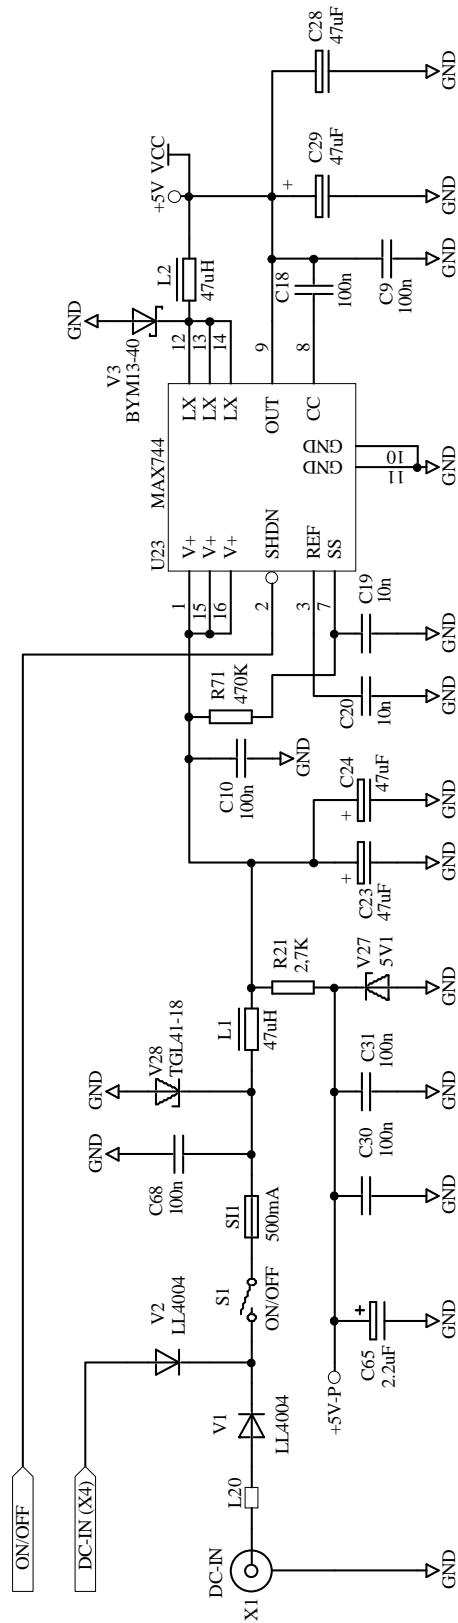 ON/OFF
DC-IN (X4)
DC-IN
X1
GND
L20
V1
LL4004
V2
LL4004
S1
ON/OFF
SI1
500mA
C68
100n
GND
V28
TGL41-18
GND
L1
47uH
R21
2,7K
+5V-P
C65
2.2uF
+
GND
C30
100n
GND
C31
100n
GND
V27
5V1
GND
C23
47uF
+
GND
C24
47uF
+
GND
C10
100n
GND
R71
470K
C20
10n
GND
C19
10n
GND
U23
MAX744
1
15
16
2
3
7
V+
V+
V+
SHDN
REF
SS
LX
LX
LX
OUT
CC
GND
GND
12
13
14
9
8
11
10
GND
V3
BYM13-40
GND
L2
47uH
+5V
VCC
C18
100n
C9
100n
GND
C29
47uF
+
GND
C28
47uF
GND